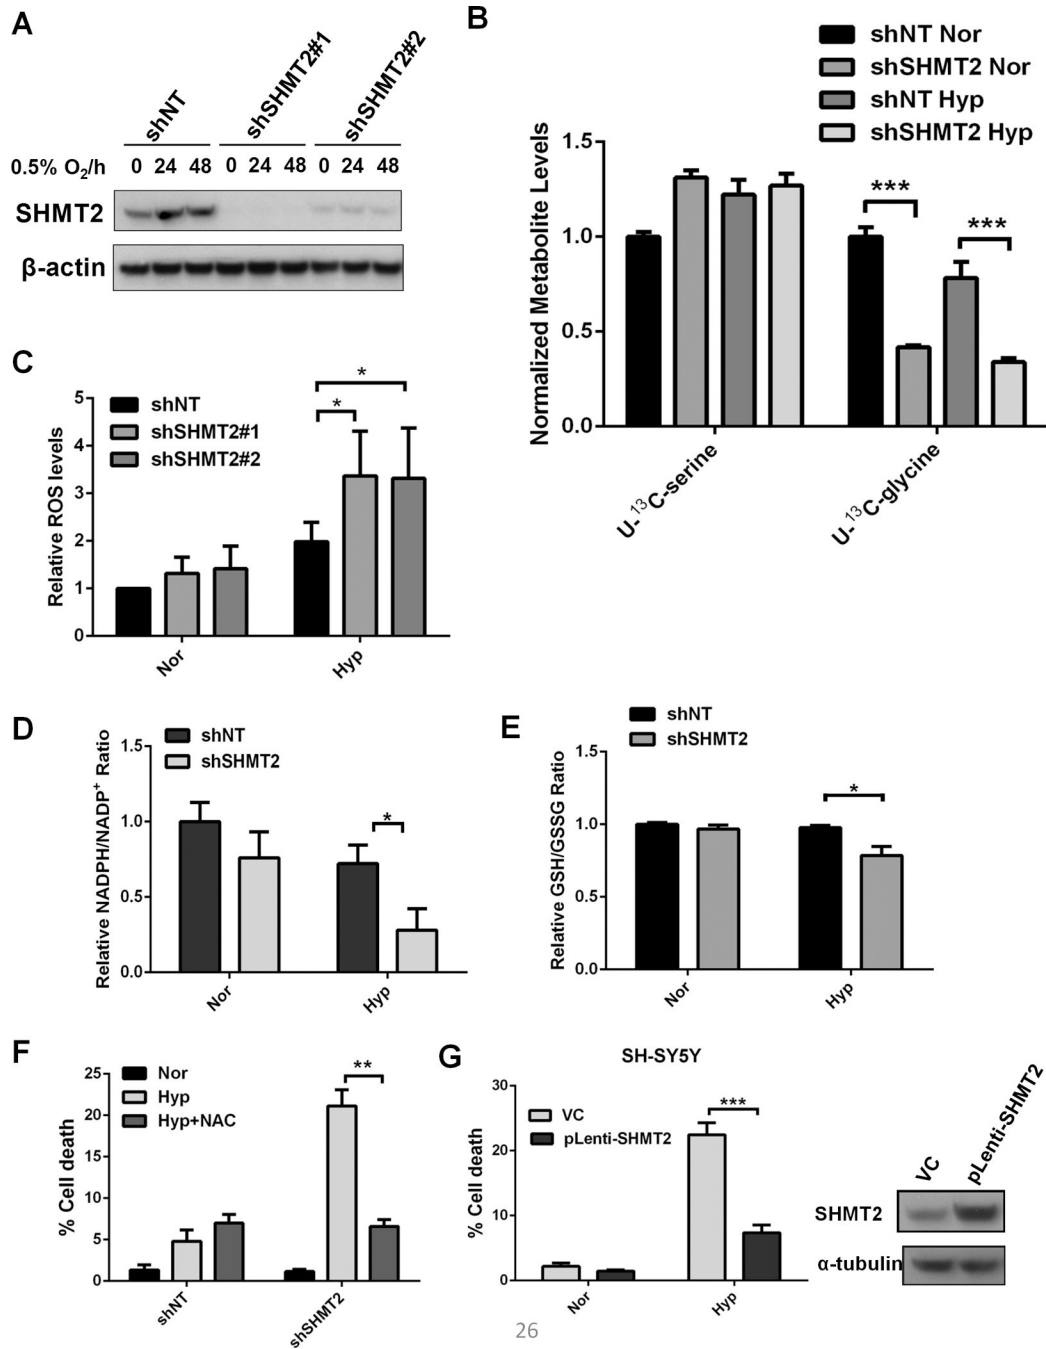 A
shNT
shSHMT2#1
shSHMT2#2
0.5% O2/h 0 24 48 0 24 48 0 24 48
SHMT2
β-actin
B
shNT Nor
shSHMT2 Nor
shNT Hyp
shSHMT2 Hyp
Normalized Metabolite Levels
1.5
1.0
0.5
0.0
***
***
U-13C-serine
U-13C-glycine
C
shNT
shSHMT2#1
shSHMT2#2
Relative ROS levels
5
4
3
2
1
0
*
*
Nor
Hyp
D
shNT
shSHMT2
Relative NADPH/NADP+ Ratio
1.5
1.0
0.5
0.0
*
Nor
Hyp
E
shNT
shSHMT2
Relative GSH/GSSG Ratio
1.5
1.0
0.5
0.0
*
Nor
Hyp
F
Nor
Hyp
Hyp+NAC
% Cell death
25
20
15
10
5
0
**
shNT
shSHMT2
G
SH-SY5Y
VC
pLenti-SHMT2
% Cell death
30
20
10
0
***
Nor
Hyp
VC
pLenti-SHMT2
SHMT2
α-tubulin
26